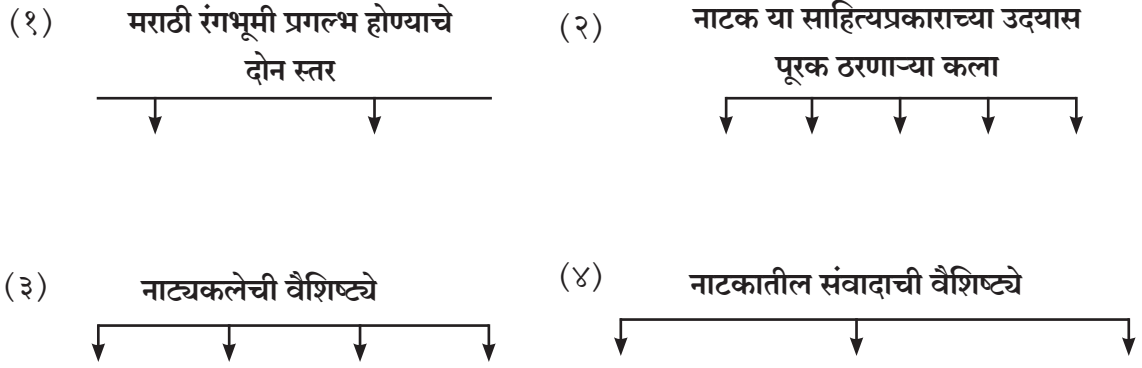 (१) मराठी रंगभूमी प्रगल्भ होण्याचे
दोन स्तर
(२) नाटक या साहित्यप्रकाराच्या उदयास
पूरक ठरणाऱ्या कला
(३) नाट्यकलेची वैशिष्ट्ये
(४) नाटकातील संवादाची वैशिष्ट्ये